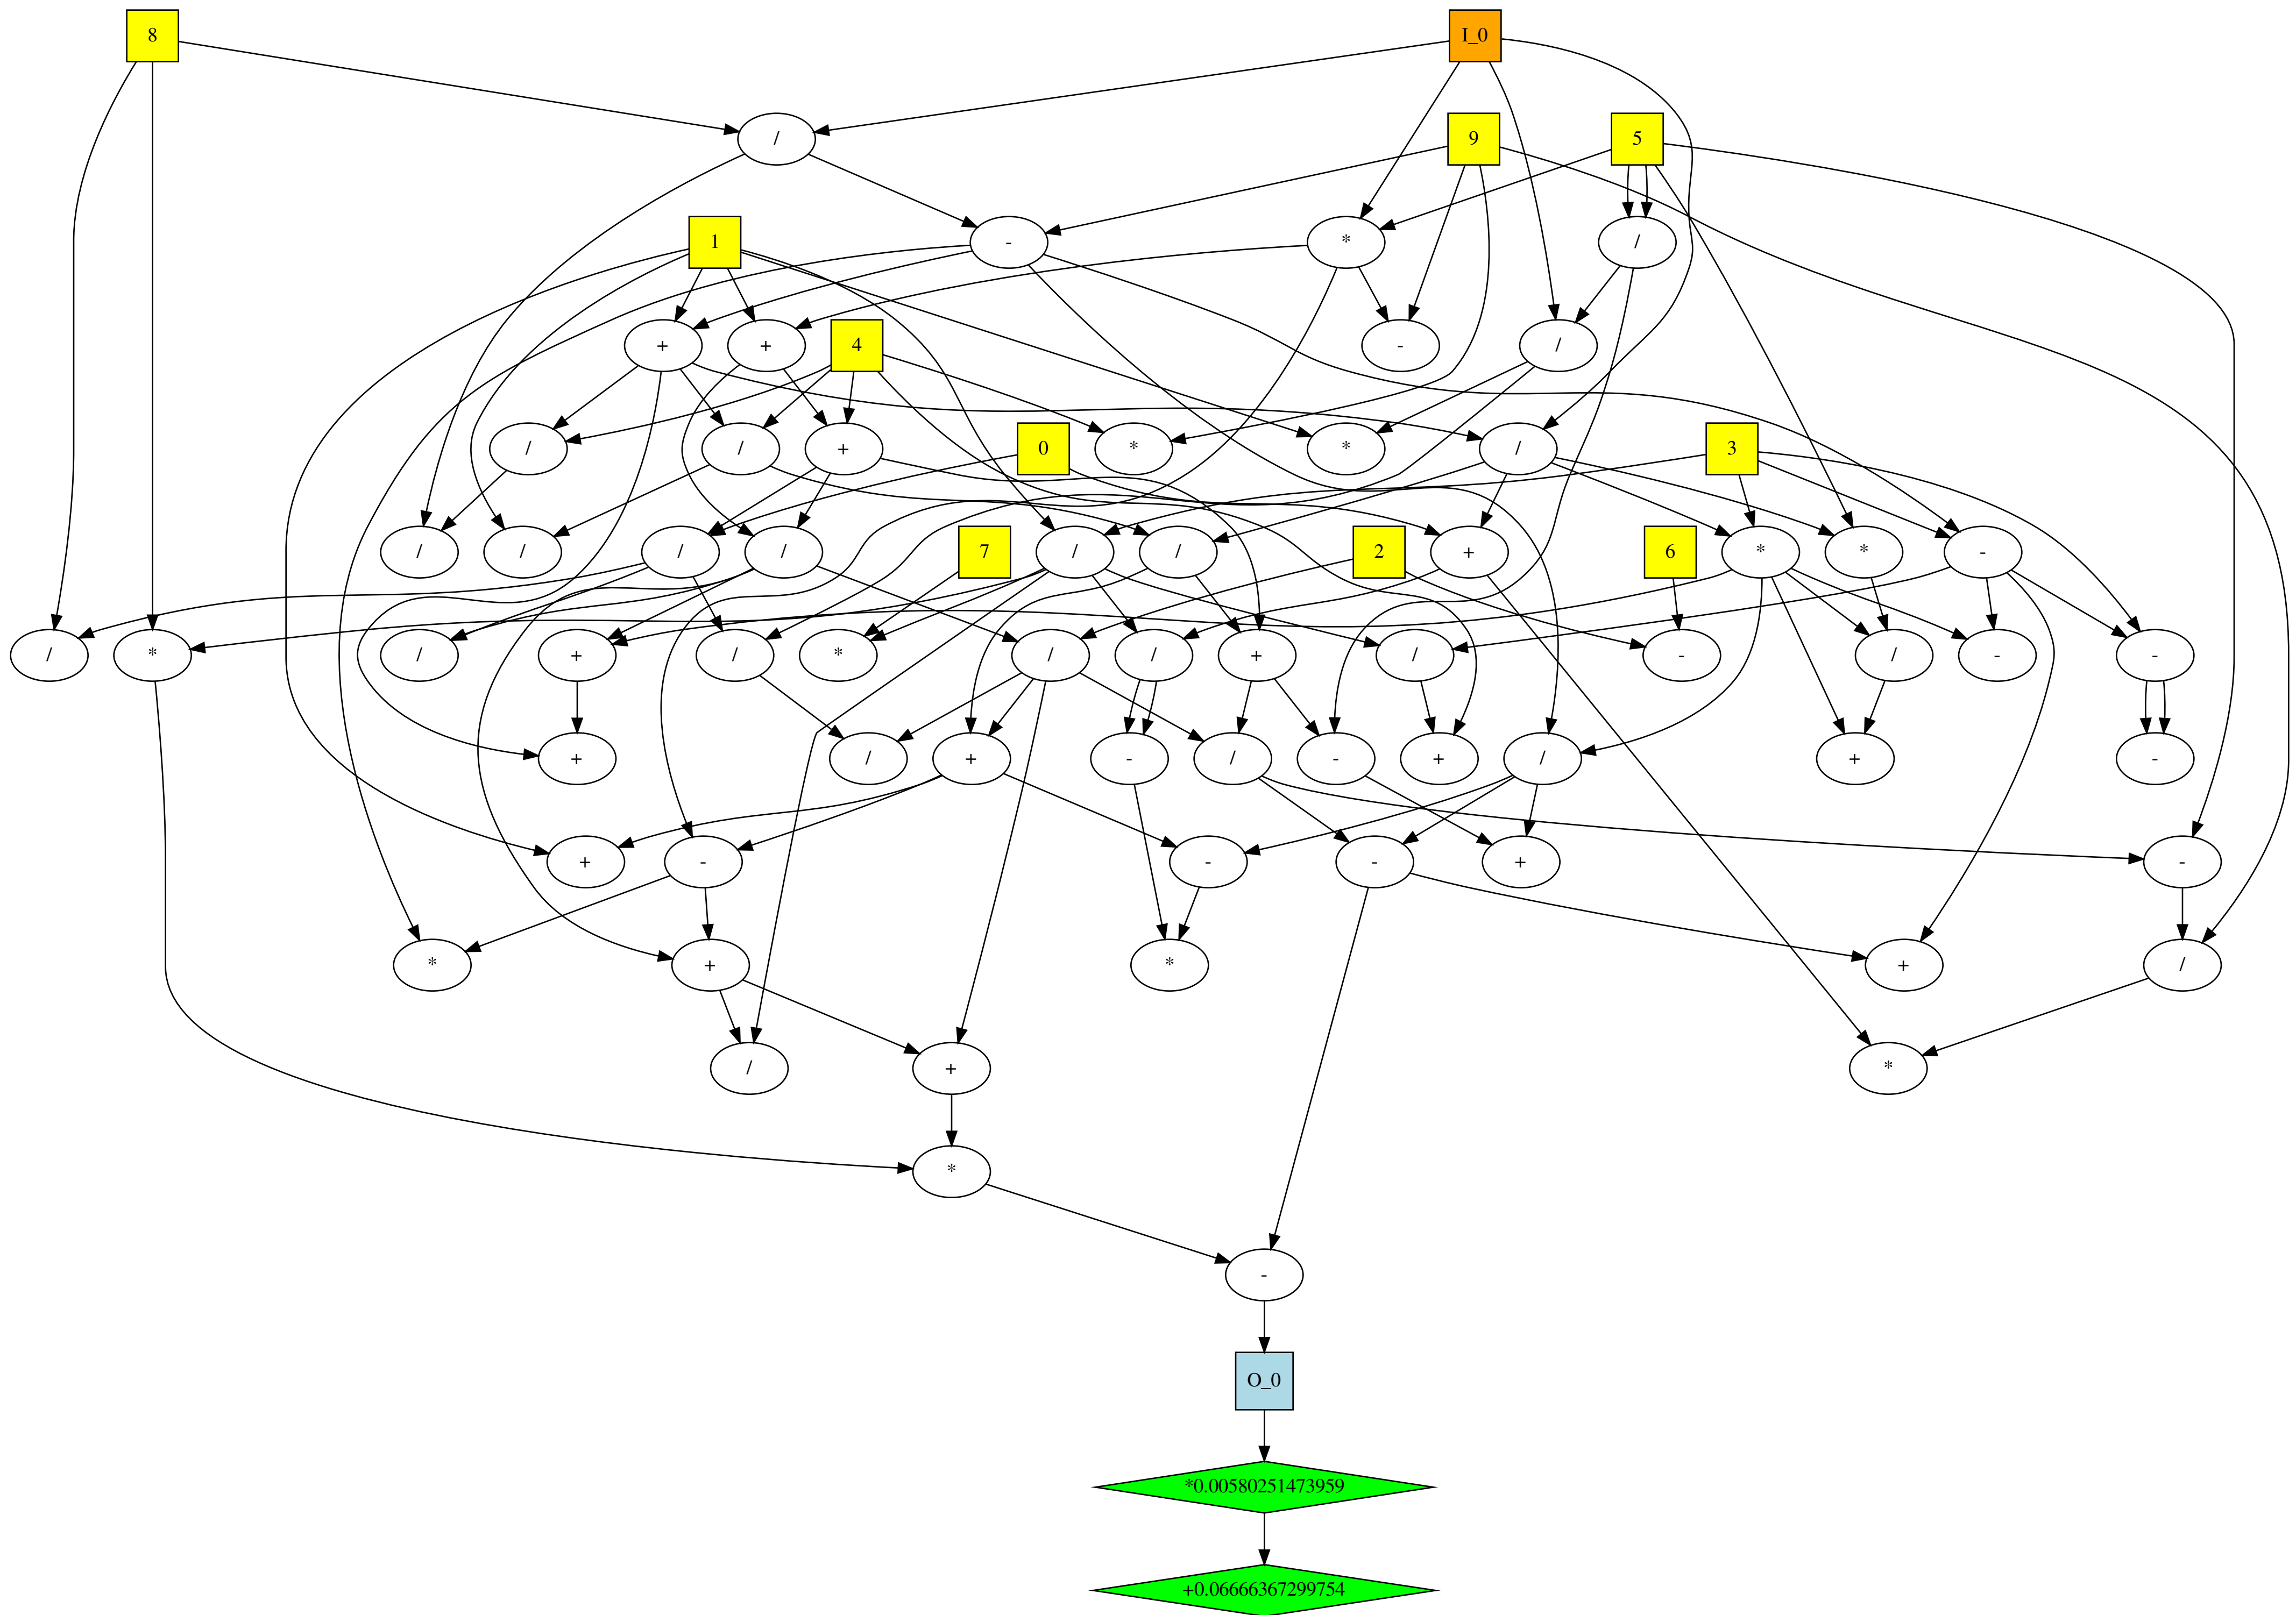 8 I_0
/ 9 5
1 - * /
+ + 4 - /
/ / + 0 * * / 3
/ / / / 7 / / 2 + 6 * * -
/ * / + / * / / + / - / - -
+ / + - / - + / + -
+ - - - + -
* + * + /
/ + *
*
-
O_0
*0.00580251473959
+0.06666367299754